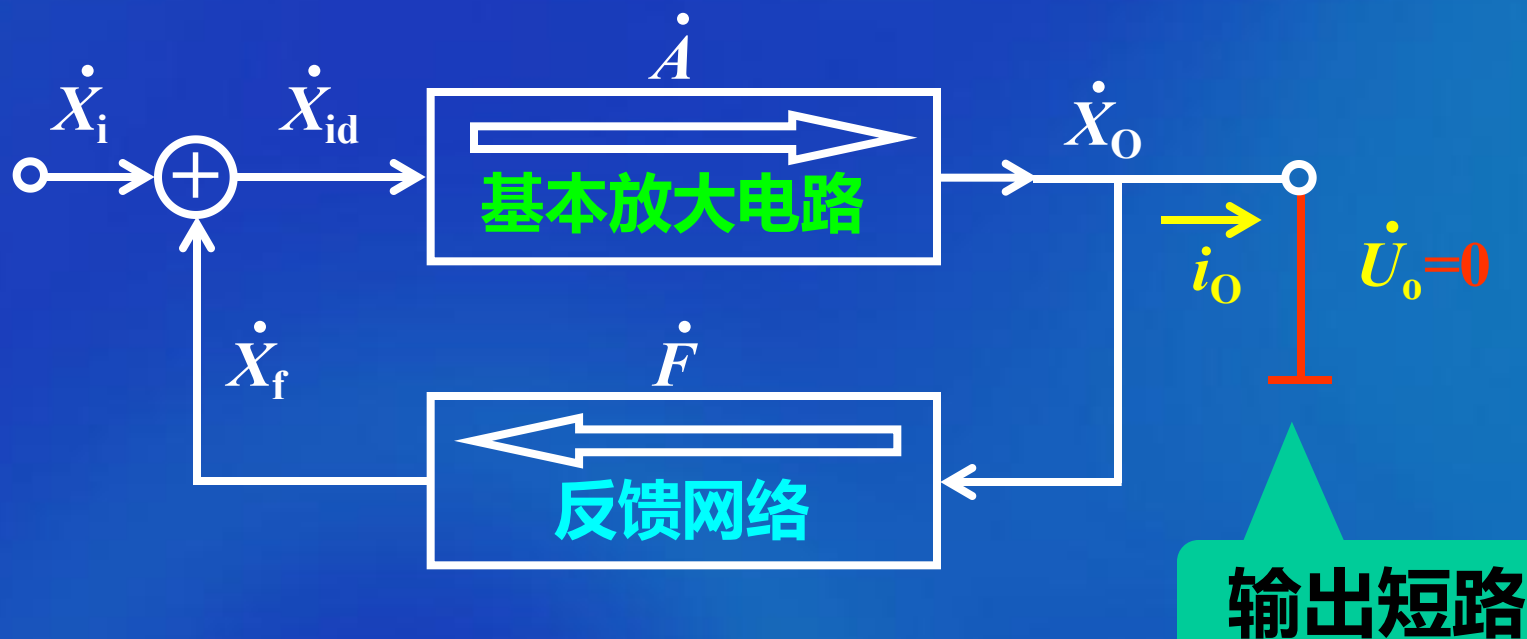 Ȧ
Ẋi
Ẋid
+
ẊO
基本放大电路
iO
U̇o=0
Ẋf
Ḟ
反馈网络
输出短路